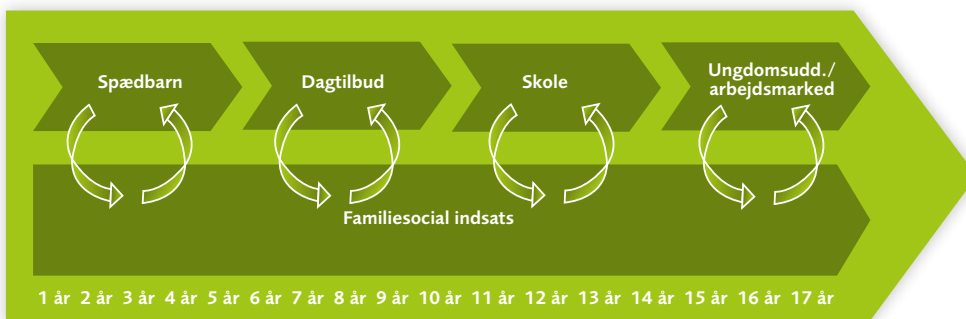 Spædbarn
Dagtilbud
Skole
Ungdomsudd./
arbejdsmarked
Familiesocial indsats
1 år 2 år 3 år 4 år 5 år 6 år 7 år 8 år 9 år 10 år 11 år 12 år 13 år 14 år 15 år 16 år 17 år